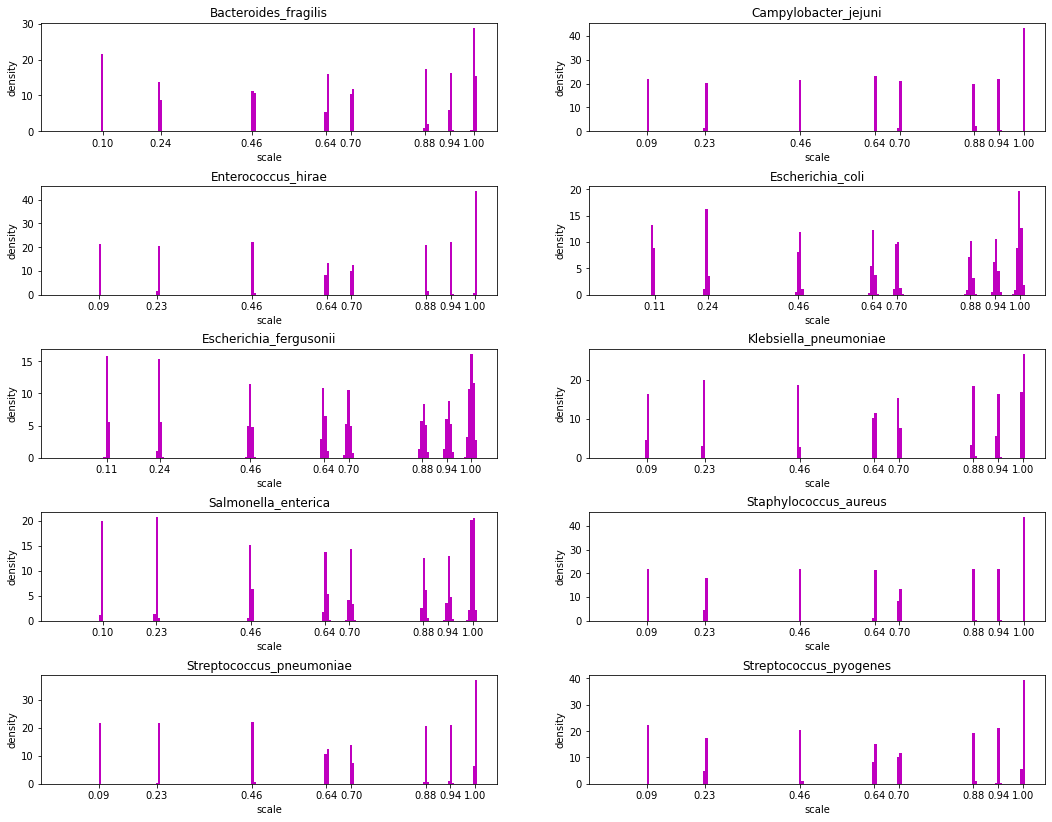 Bacteroides_fragilis
density
30
20
10
0
0.10 0.24 0.46 0.64 0.70 0.88 0.94 1.00
scale
Campylobacter_jejuni
density
40
30
20
10
0
0.09 0.23 0.46 0.64 0.70 0.88 0.94 1.00
scale
Enterococcus_hirae
density
40
30
20
10
0
0.09 0.23 0.46 0.64 0.70 0.88 0.94 1.00
scale
Escherichia_coli
density
20
15
10
5
0
0.11 0.24 0.46 0.64 0.70 0.88 0.94 1.00
scale
Escherichia_fergusonii
density
15
10
5
0
0.11 0.24 0.46 0.64 0.70 0.88 0.94 1.00
scale
Klebsiella_pneumoniae
density
20
10
0
0.09 0.23 0.46 0.64 0.70 0.88 0.94 1.00
scale
Salmonella_enterica
density
20
15
10
5
0
0.10 0.23 0.46 0.64 0.70 0.88 0.94 1.00
scale
Staphylococcus_aureus
density
40
30
20
10
0
0.09 0.23 0.46 0.64 0.70 0.88 0.94 1.00
scale
Streptococcus_pneumoniae
density
30
20
10
0
0.09 0.23 0.46 0.64 0.70 0.88 0.94 1.00
scale
Streptococcus_pyogenes
density
40
30
20
10
0
0.09 0.23 0.46 0.64 0.70 0.88 0.94 1.00
scale